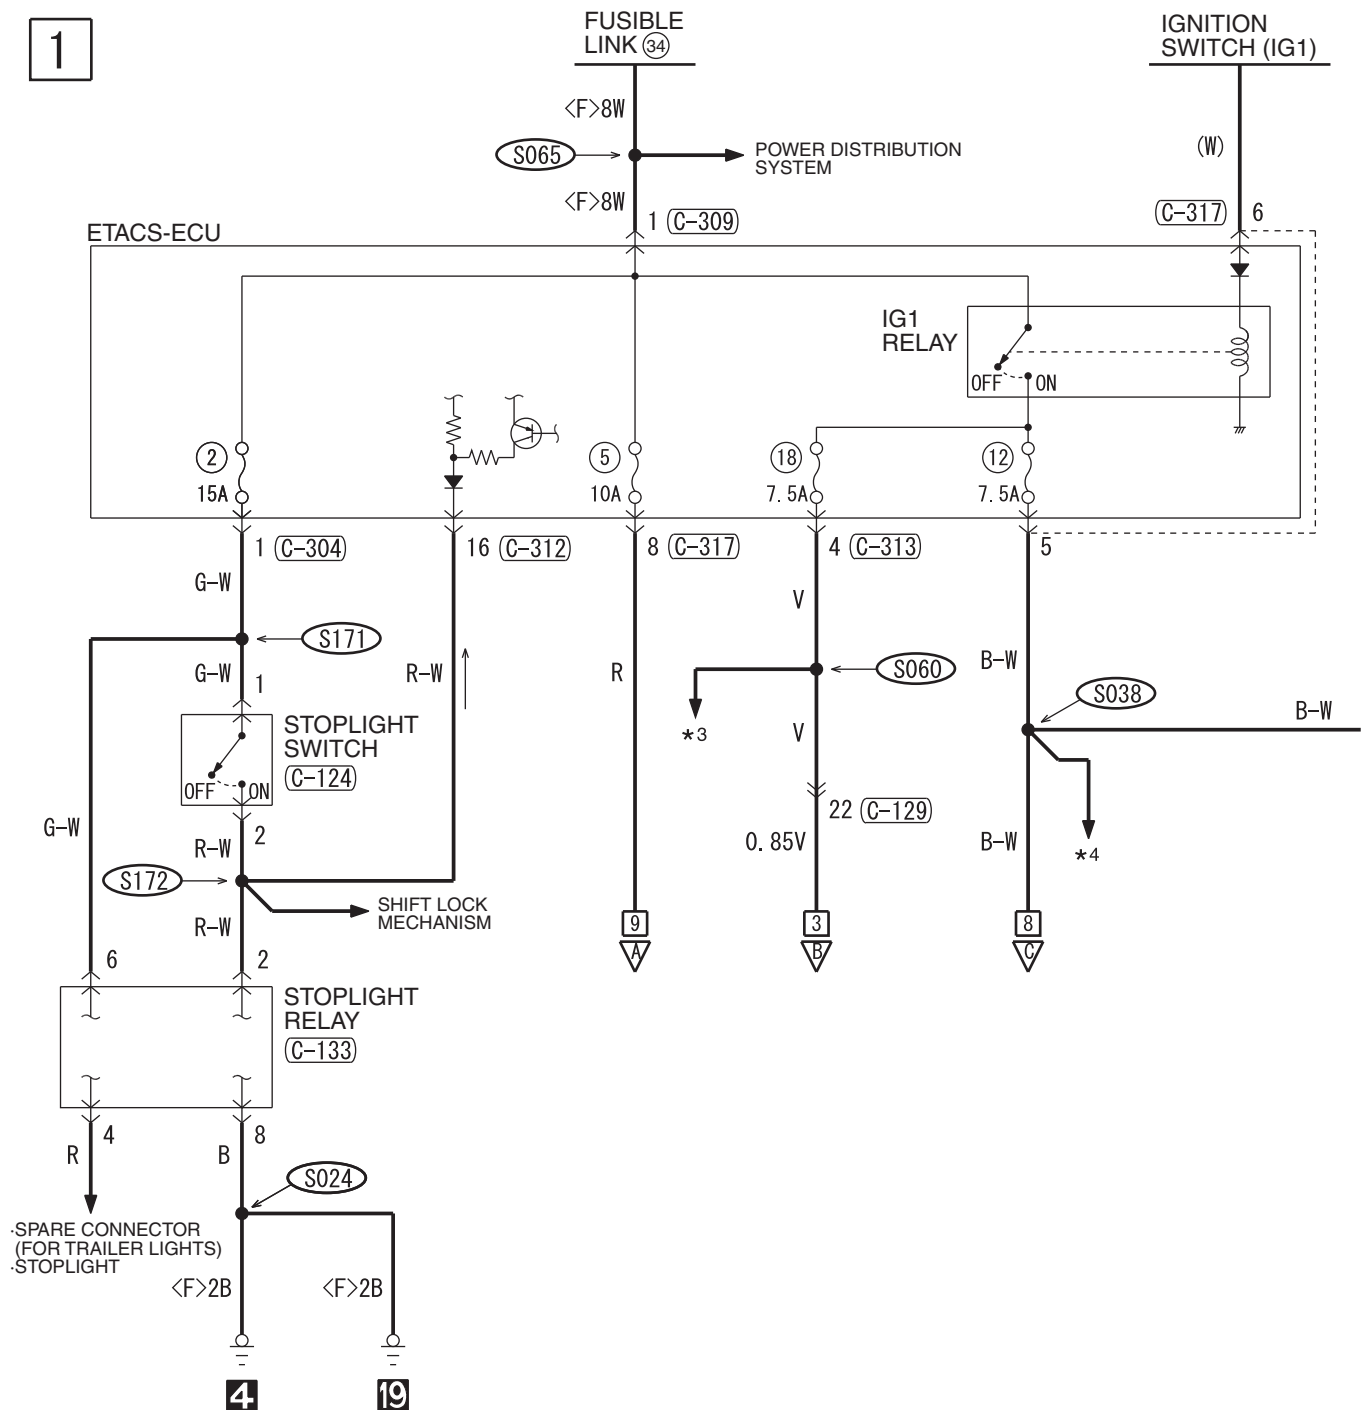 1
FUSIBLE
LINK 34
IGNITION
SWITCH (IG1)
<F>8W
(W)
S065
POWER DISTRIBUTION
SYSTEM
<F>8W
1 C-309
C-317 6
ETACS-ECU
IG1
RELAY
OFF ON
2
5
18
12
15A
10A
7.5A
7.5A
1 C-304
16 C-312
8 C-317
4 C-313
5
G-W
V
S171
G-W
1
R-W
R
S060
B-W
S038
B-W
STOPLIGHT
SWITCH
C-124
OFF ON
*3
V
22 C-129
G-W
2
R-W
0.85V
B-W
*4
S172
SHIFT LOCK
MECHANISM
R-W
9
3
8
A
B
C
6
2
STOPLIGHT
RELAY
C-133
4
8
R
B
S024
·SPARE CONNECTOR
(FOR TRAILER LIGHTS)
·STOPLIGHT
<F>2B
<F>2B
4
19